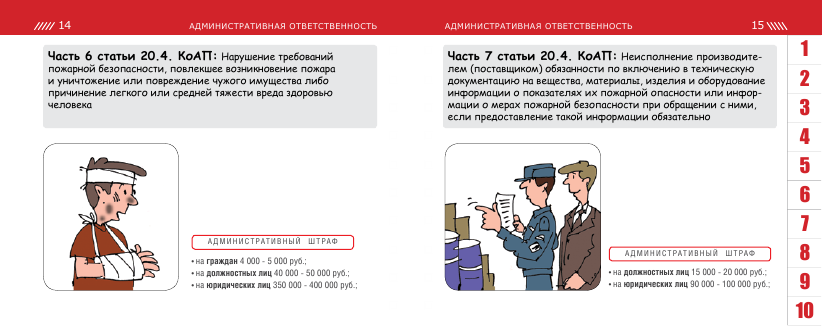 14
АДМИНИСТРАТИВНАЯ ОТВЕТСТВЕННОСТЬ
Часть 6 статьи 20.4. КоАП: Нарушение требований
пожарной безопасности, повлекшее возникновение пожара
и уничтожение или повреждение чужого имущества либо
причинение легкого или средней тяжести вреда здоровью
человека
АДМИНИСТРАТИВНЫЙ ШТРАФ
• на граждан 4 000 - 5 000 руб.;
• на должностных лиц 40 000 - 50 000 руб.;
• на юридических лиц 350 000 - 400 000 руб.;
АДМИНИСТРАТИВНАЯ ОТВЕТСТВЕННОСТЬ
15
Часть 7 статьи 20.4. КоАП: Неисполнение производите-
лем (поставщиком) обязанности по включению в техническую
документацию на вещества, материалы, изделия и оборудование
информации о показателях их пожарной опасности или инфор-
мации о мерах пожарной безопасности при обращении с ними,
если предоставление такой информации обязательно
АДМИНИСТРАТИВНЫЙ ШТРАФ
• на должностных лиц 15 000 - 20 000 руб.;
• на юридических лиц 90 000 - 100 000 руб.;
1
2
3
4
5
6
7
8
9
10